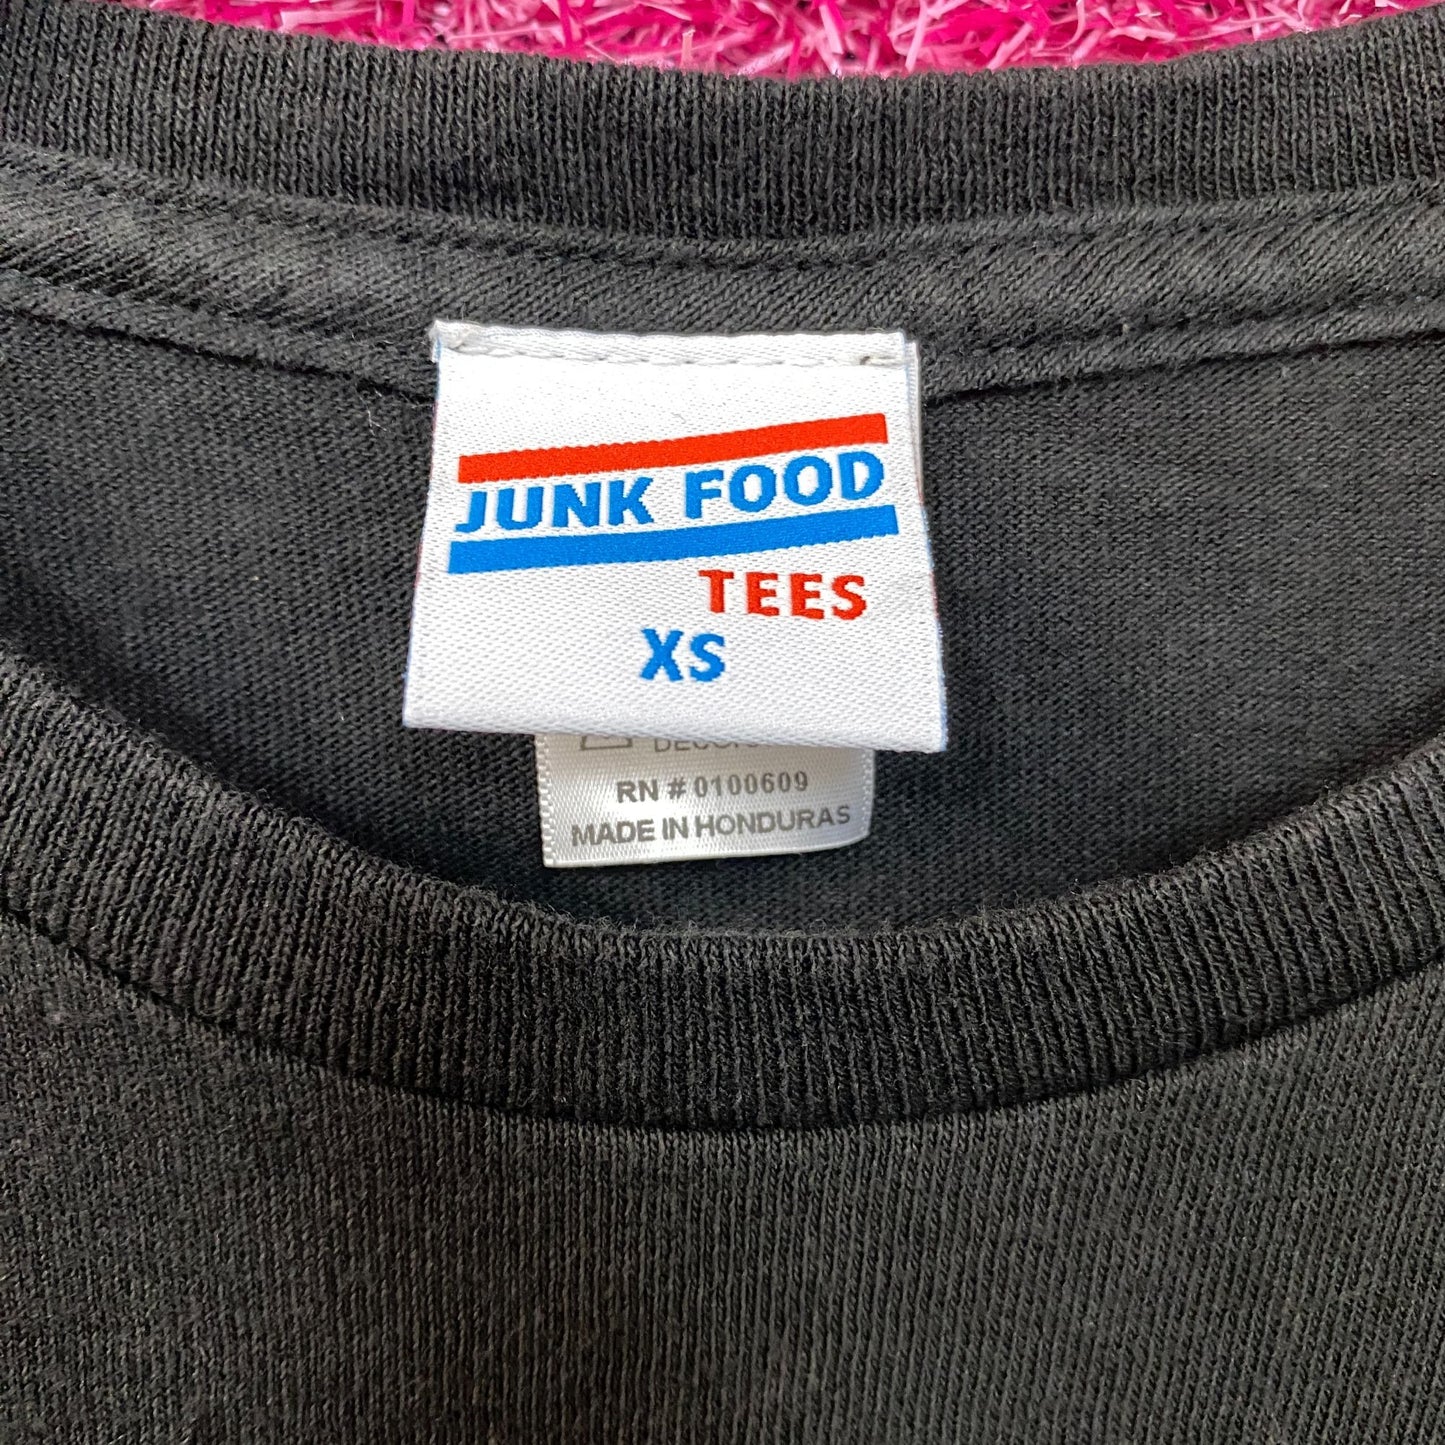 JUNK FOOD
TEES
XS
RN # 0100609
MADE IN HONDURAS